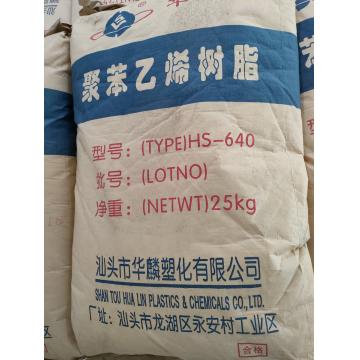 聚苯乙烯树脂
型号：(TYPE)HS-640
批号：(LOTNO)
净重：(NETWT)25kg
汕头市华麟塑化有限公司
SHAN TOU HUA LIN PLASTICS & CHEMICALS CO.,LTD.
厂址：汕头市龙湖区永安村工业区
合格